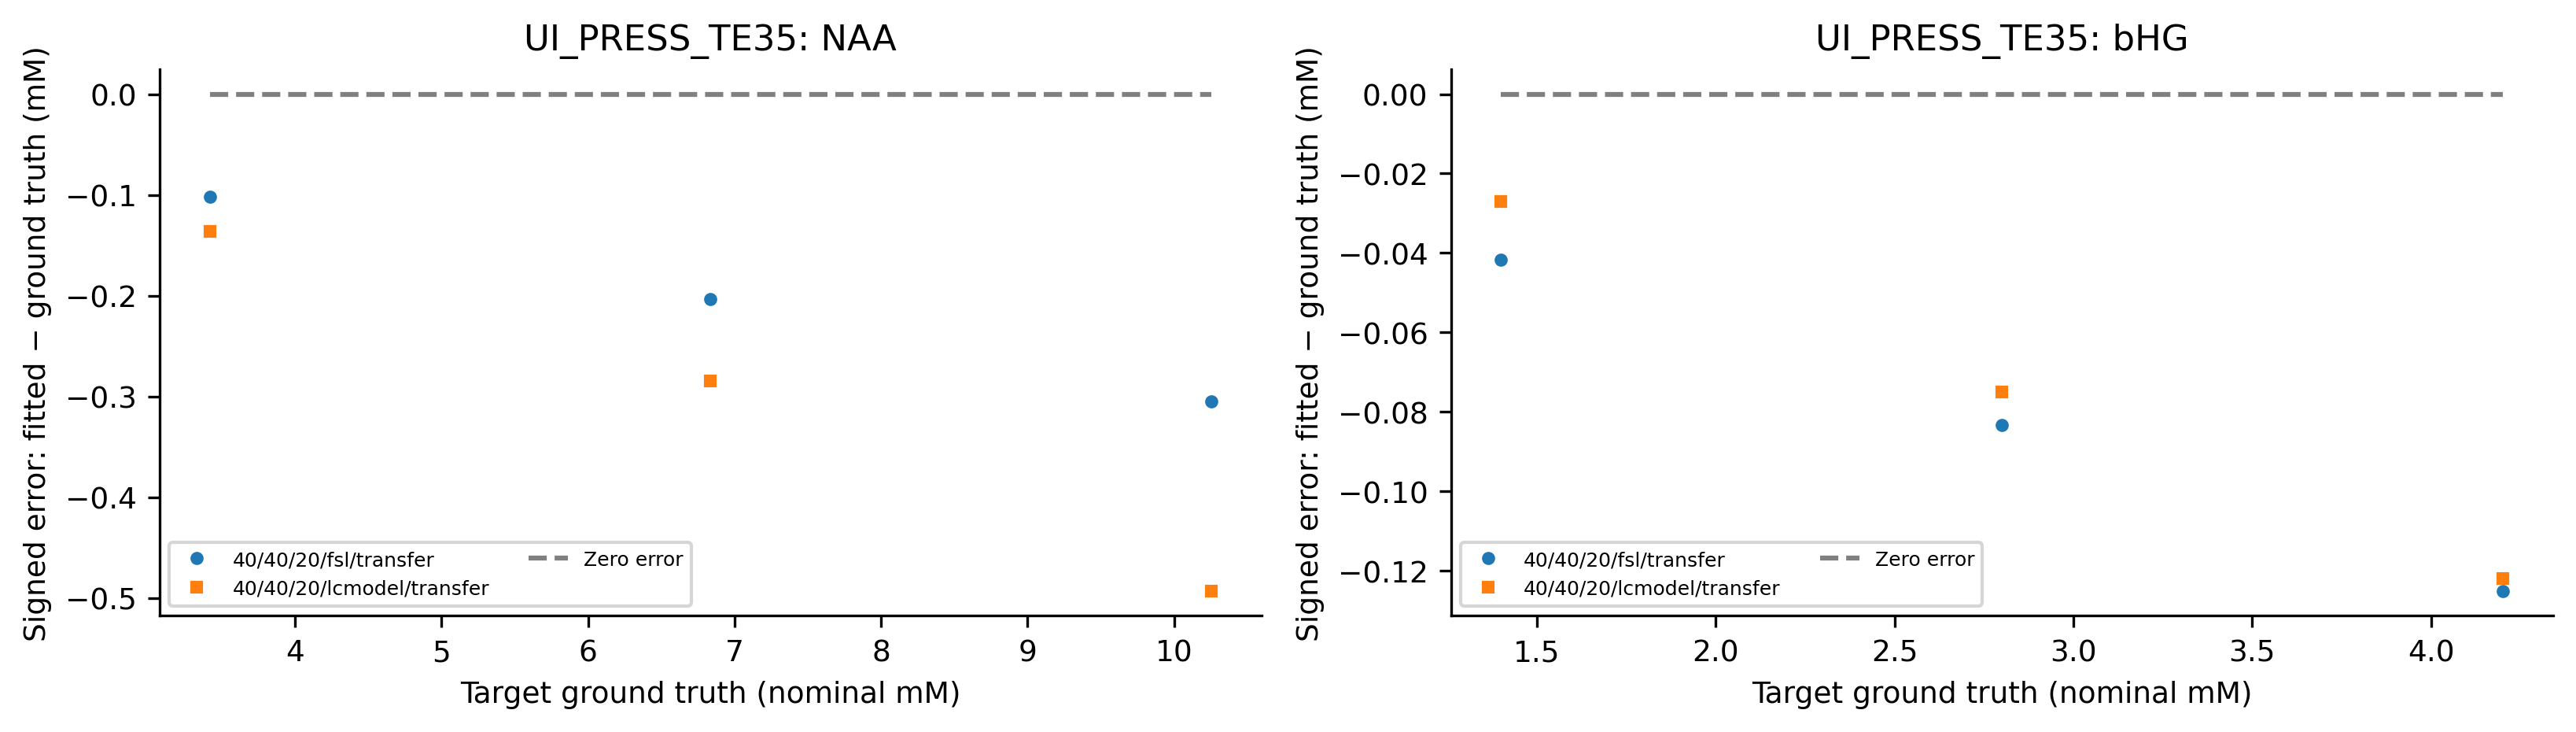 UI_PRESS_TE35: NAA
Signed error: fitted − ground truth (mM)
0.0
−0.1
−0.2
−0.3
−0.4
−0.5
40/40/20/fsl/transfer
40/40/20/lcmodel/transfer
Zero error
4 5 6 7 8 9 10
Target ground truth (nominal mM)
UI_PRESS_TE35: bHG
Signed error: fitted − ground truth (mM)
0.00
−0.02
−0.04
−0.06
−0.08
−0.10
−0.12
40/40/20/fsl/transfer
40/40/20/lcmodel/transfer
Zero error
1.5 2.0 2.5 3.0 3.5 4.0
Target ground truth (nominal mM)